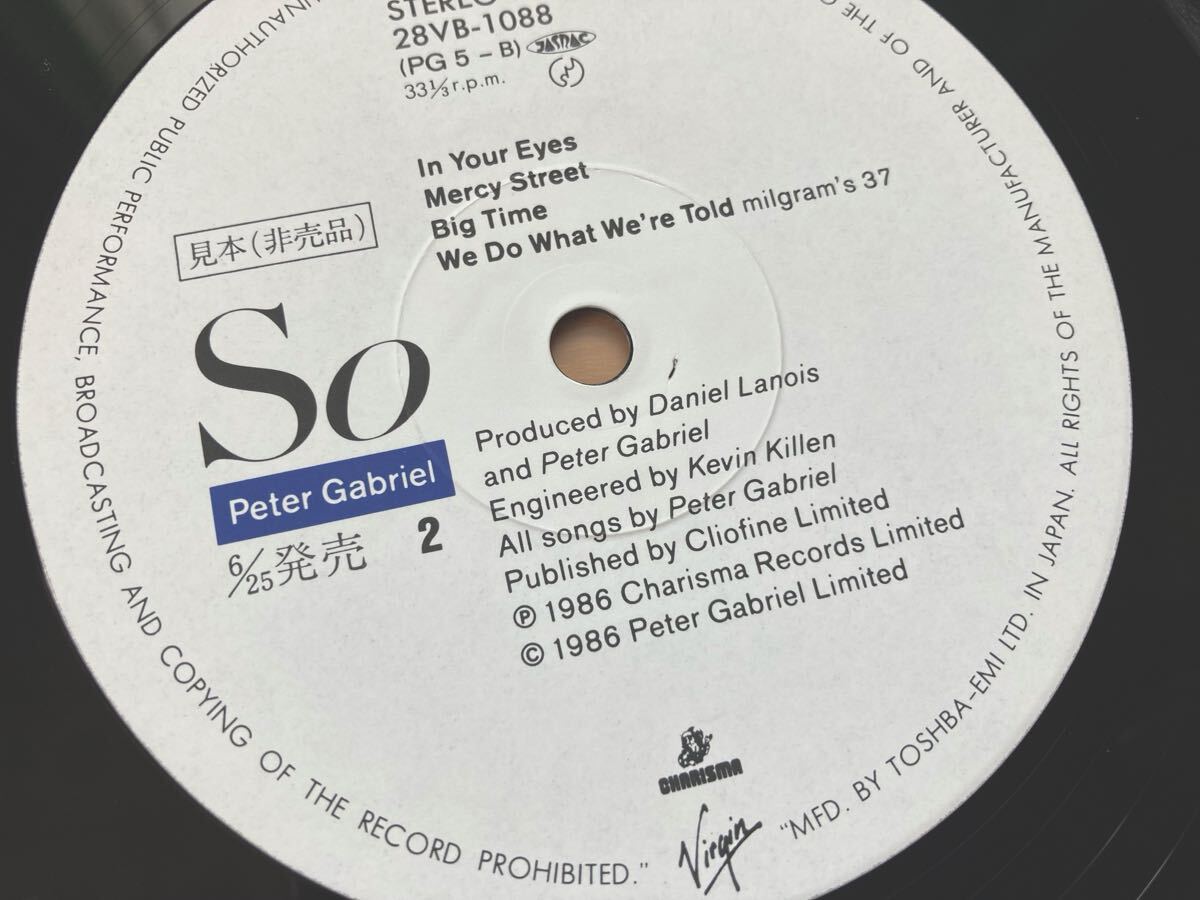 STEREO
28VB-1088
(PG 5 - B) JASRAC
33⅓ r.p.m.
In Your Eyes
Mercy Street
Big Time
We Do What We're Told milgram's 37
見本(非売品)
So
Peter Gabriel
6/25発売 2
Produced by Daniel Lanois
and Peter Gabriel
Engineered by Kevin Killen
All songs by Peter Gabriel
Published by Cliofine Limited
℗ 1986 Charisma Records Limited
© 1986 Peter Gabriel Limited
CHARISMA
Virgin
"MFD. BY TOSHBA-EMI LTD. IN JAPAN. ALL RIGHTS OF THE MANUFACTURER AND OF THE
UNAUTHORIZED PUBLIC PERFORMANCE, BROADCASTING AND COPYING OF THE RECORD PROHIBITED."